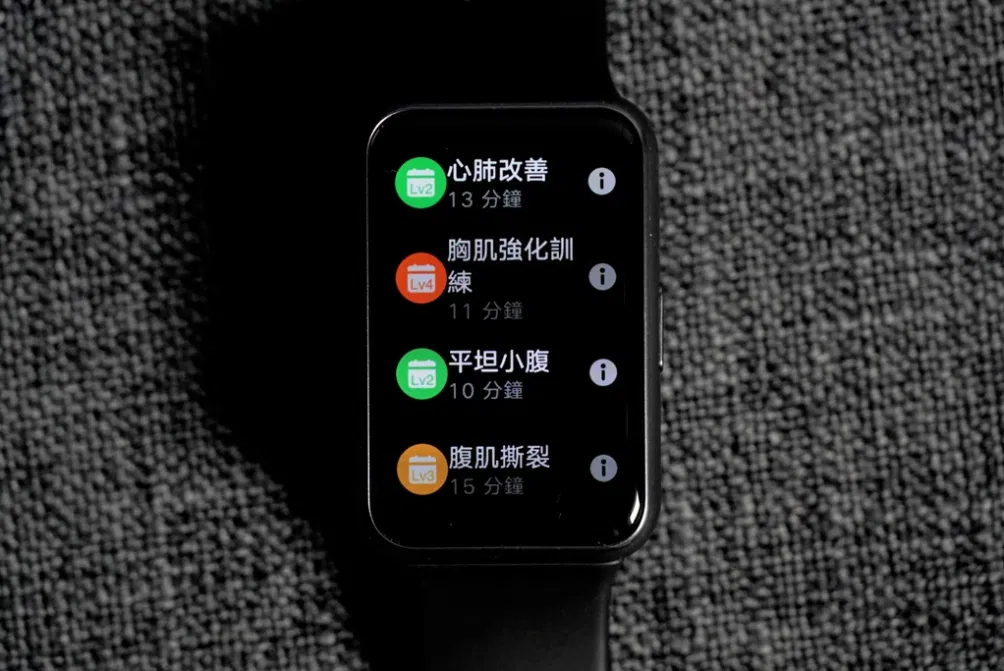 心肺改善
Lv2
13 分鐘
胸肌強化訓
練
Lv4
11 分鐘
平坦小腹
Lv2
10 分鐘
腹肌撕裂
Lv3
15 分鐘